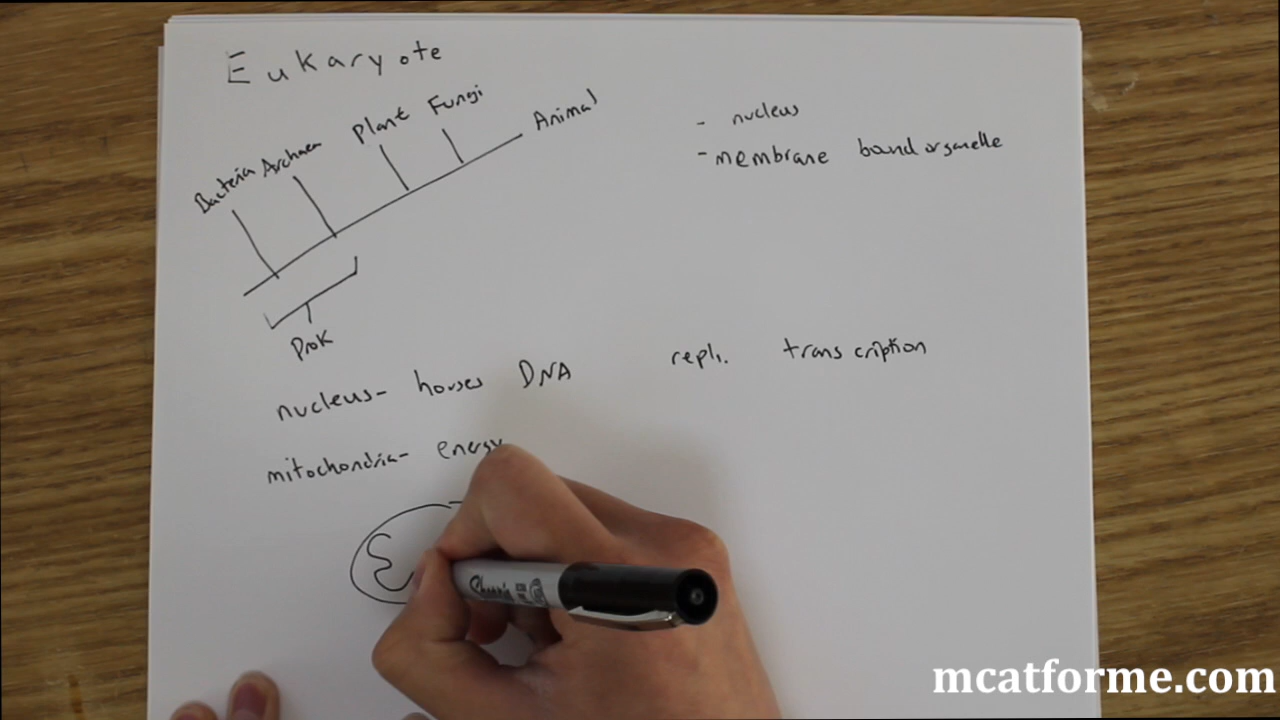 Eukaryote
Bacteria Archaea Plant Fungi Animal
Prok
- nucleus
- membrane bound organelle
nucleus- houses DNA repli. transcription
mitochondria- energy
Sharpie
mcatforme.com